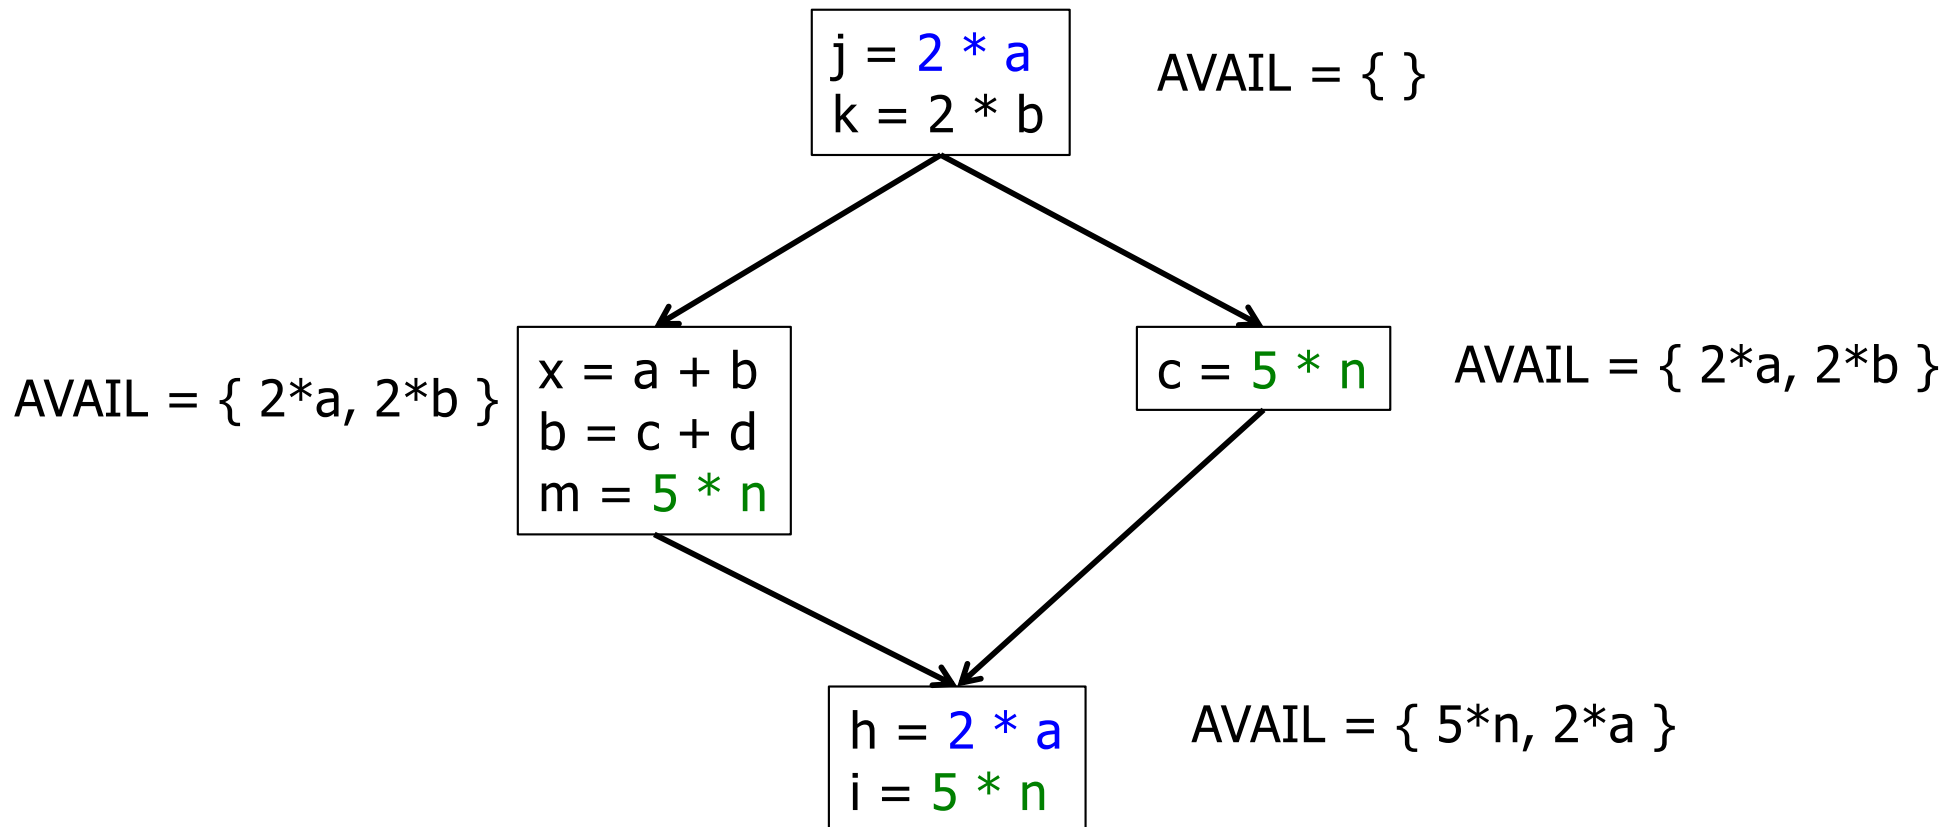 j = 2 * a
k = 2 * b
AVAIL = { }
AVAIL = { 2*a, 2*b }
x = a + b
b = c + d
m = 5 * n
c = 5 * n
AVAIL = { 2*a, 2*b }
h = 2 * a
i = 5 * n
AVAIL = { 5*n, 2*a }